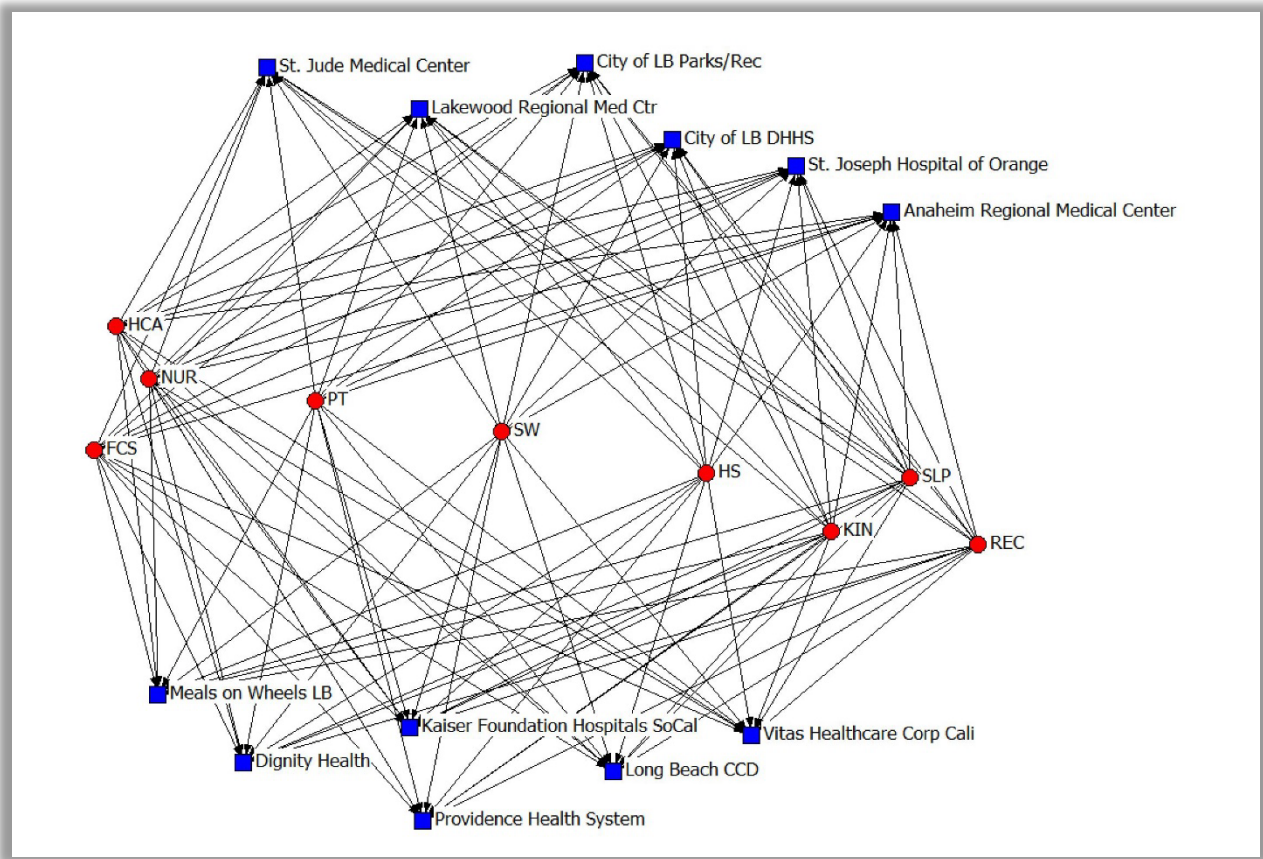 City of LB Parks/Rec
St. Jude Medical Center
Lakewood Regional Med Ctr
City of LB DHHS
St. Joseph Hospital of Orange
Anaheim Regional Medical Center
HCA
NUR
PT
SW
FCS
HS
SLP
KIN
REC
Meals on Wheels LB
Kaiser Foundation Hospitals SoCal
Vitas Healthcare Corp Cali
Dignity Health
Long Beach CCD
Providence Health System